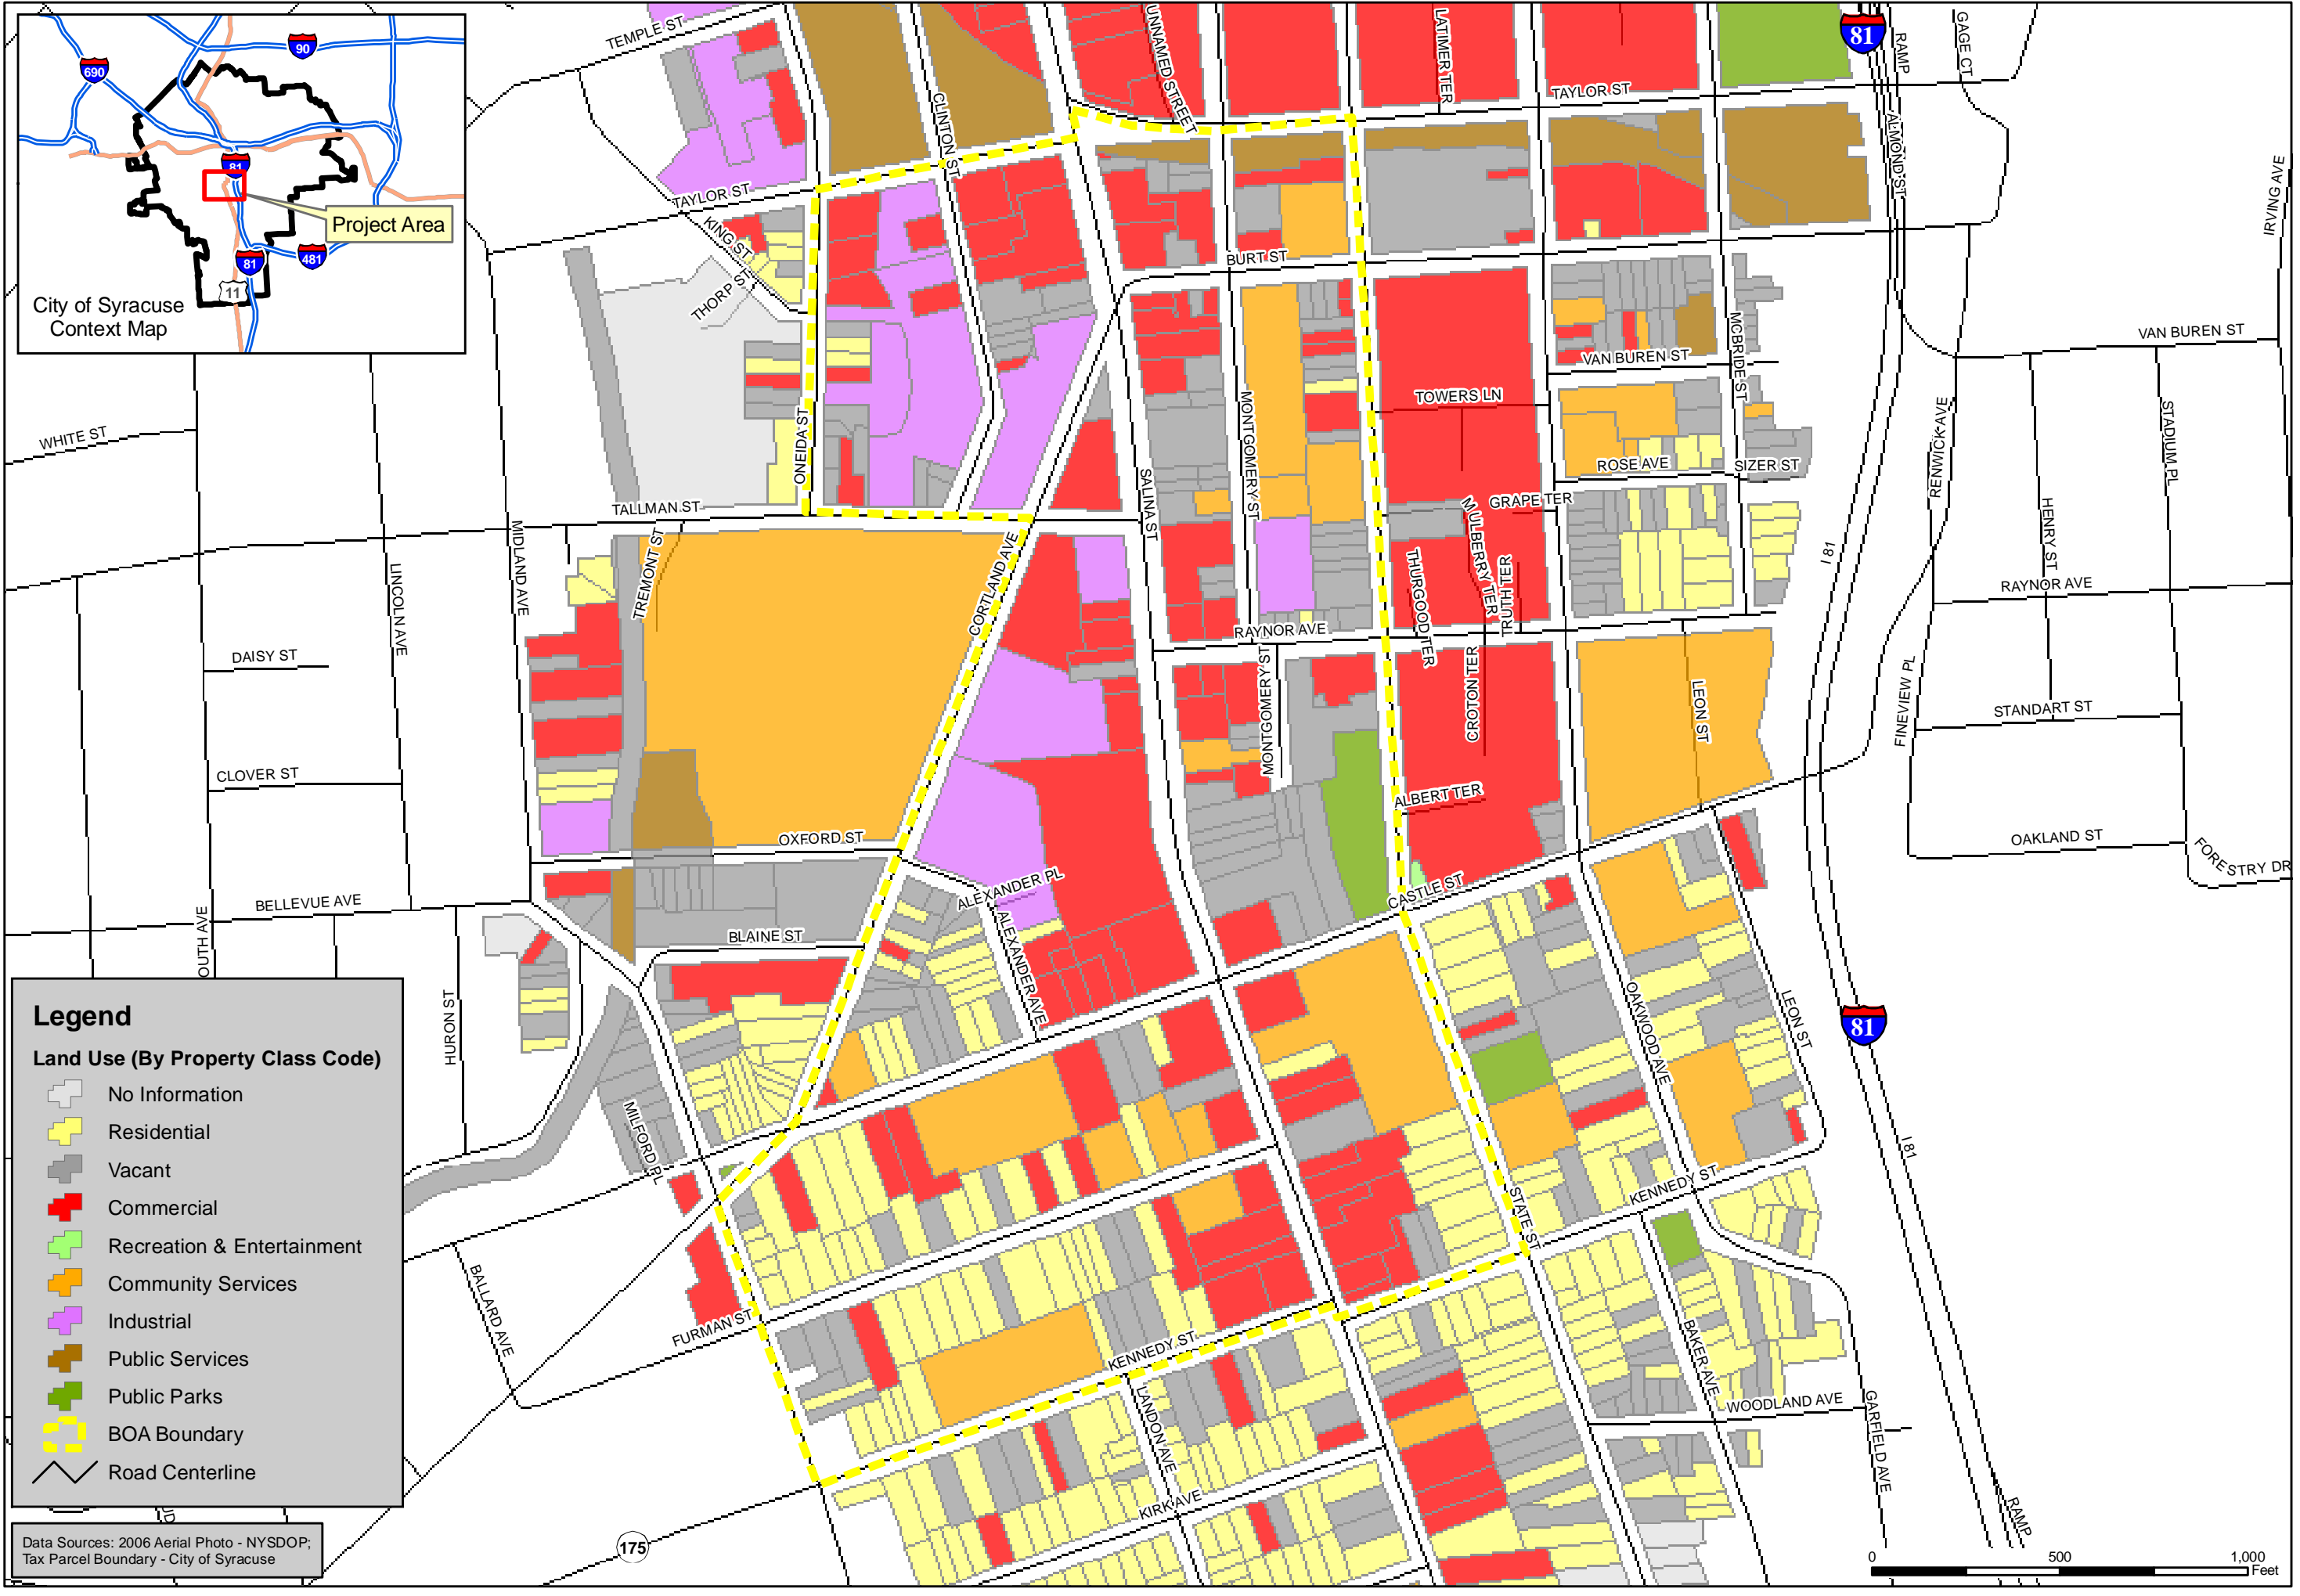 690
90
81
81
481
11
Project Area
City of Syracuse
Context Map
TEMPLE ST
CLINTON ST
UNNAMED STREET
LATIMER TER
TAYLOR ST
81
RAMP
GAGE CT
ALMOND ST
IRVING AVE
TAYLOR ST
KING ST
THORP ST
BURT ST
VAN BUREN ST
VAN BUREN ST
MCBRIDE ST
WHITE ST
ONEIDA ST
MONTGOMERY ST
TOWERS LN
ROSE AVE
SIZER ST
RENWICK AVE
STADIUM PL
TALLMAN ST
SALINA ST
GRAPE TER
MULBERRY TER
HENRY ST
I 81
MIDLAND AVE
LINCOLN AVE
TREMONT ST
CORTLAND AVE
THURGOOD TER
TRUTH TER
RAYNOR AVE
RAYNOR AVE
DAISY ST
MONTGOMERY ST
CROTON TER
LEON ST
FINEVIEW PL
STANDART ST
CLOVER ST
ALBERT TER
OXFORD ST
OAKLAND ST
FORESTRY DR
BELLEVUE AVE
ALEXANDER PL
CASTLE ST
OUTH AVE
BLAINE ST
ALEXANDER AVE
HURON ST
OAKWOOD AVE
LEON ST
81
MILFORD PL
I 81
KENNEDY ST
STATE ST
BALLARD AVE
FURMAN ST
KENNEDY ST
BAKER AVE
LANDON AVE
WOODLAND AVE
GARFIELD AVE
KIRK AVE
RAMP
175
Legend
Land Use (By Property Class Code)
No Information
Residential
Vacant
Commercial
Recreation & Entertainment
Community Services
Industrial
Public Services
Public Parks
BOA Boundary
Road Centerline
Data Sources: 2006 Aerial Photo - NYSDOP;
Tax Parcel Boundary - City of Syracuse
0 500 1,000
Feet